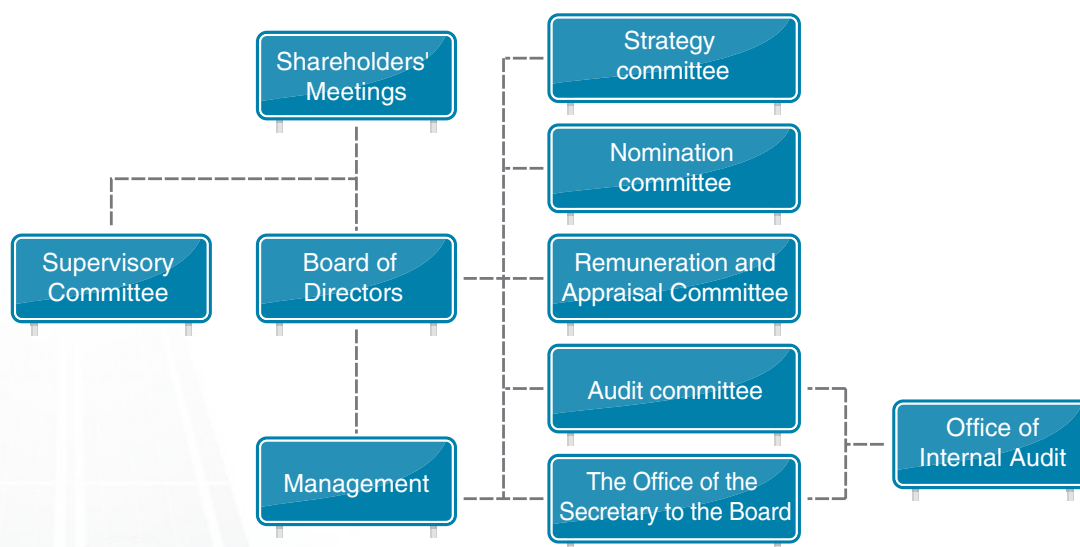 Shareholders'
Meetings
Strategy
committee
Nomination
committee
Supervisory
Committee
Board of
Directors
Remuneration and
Appraisal Committee
Audit committee
Office of
Internal Audit
Management
The Office of the
Secretary to the Board